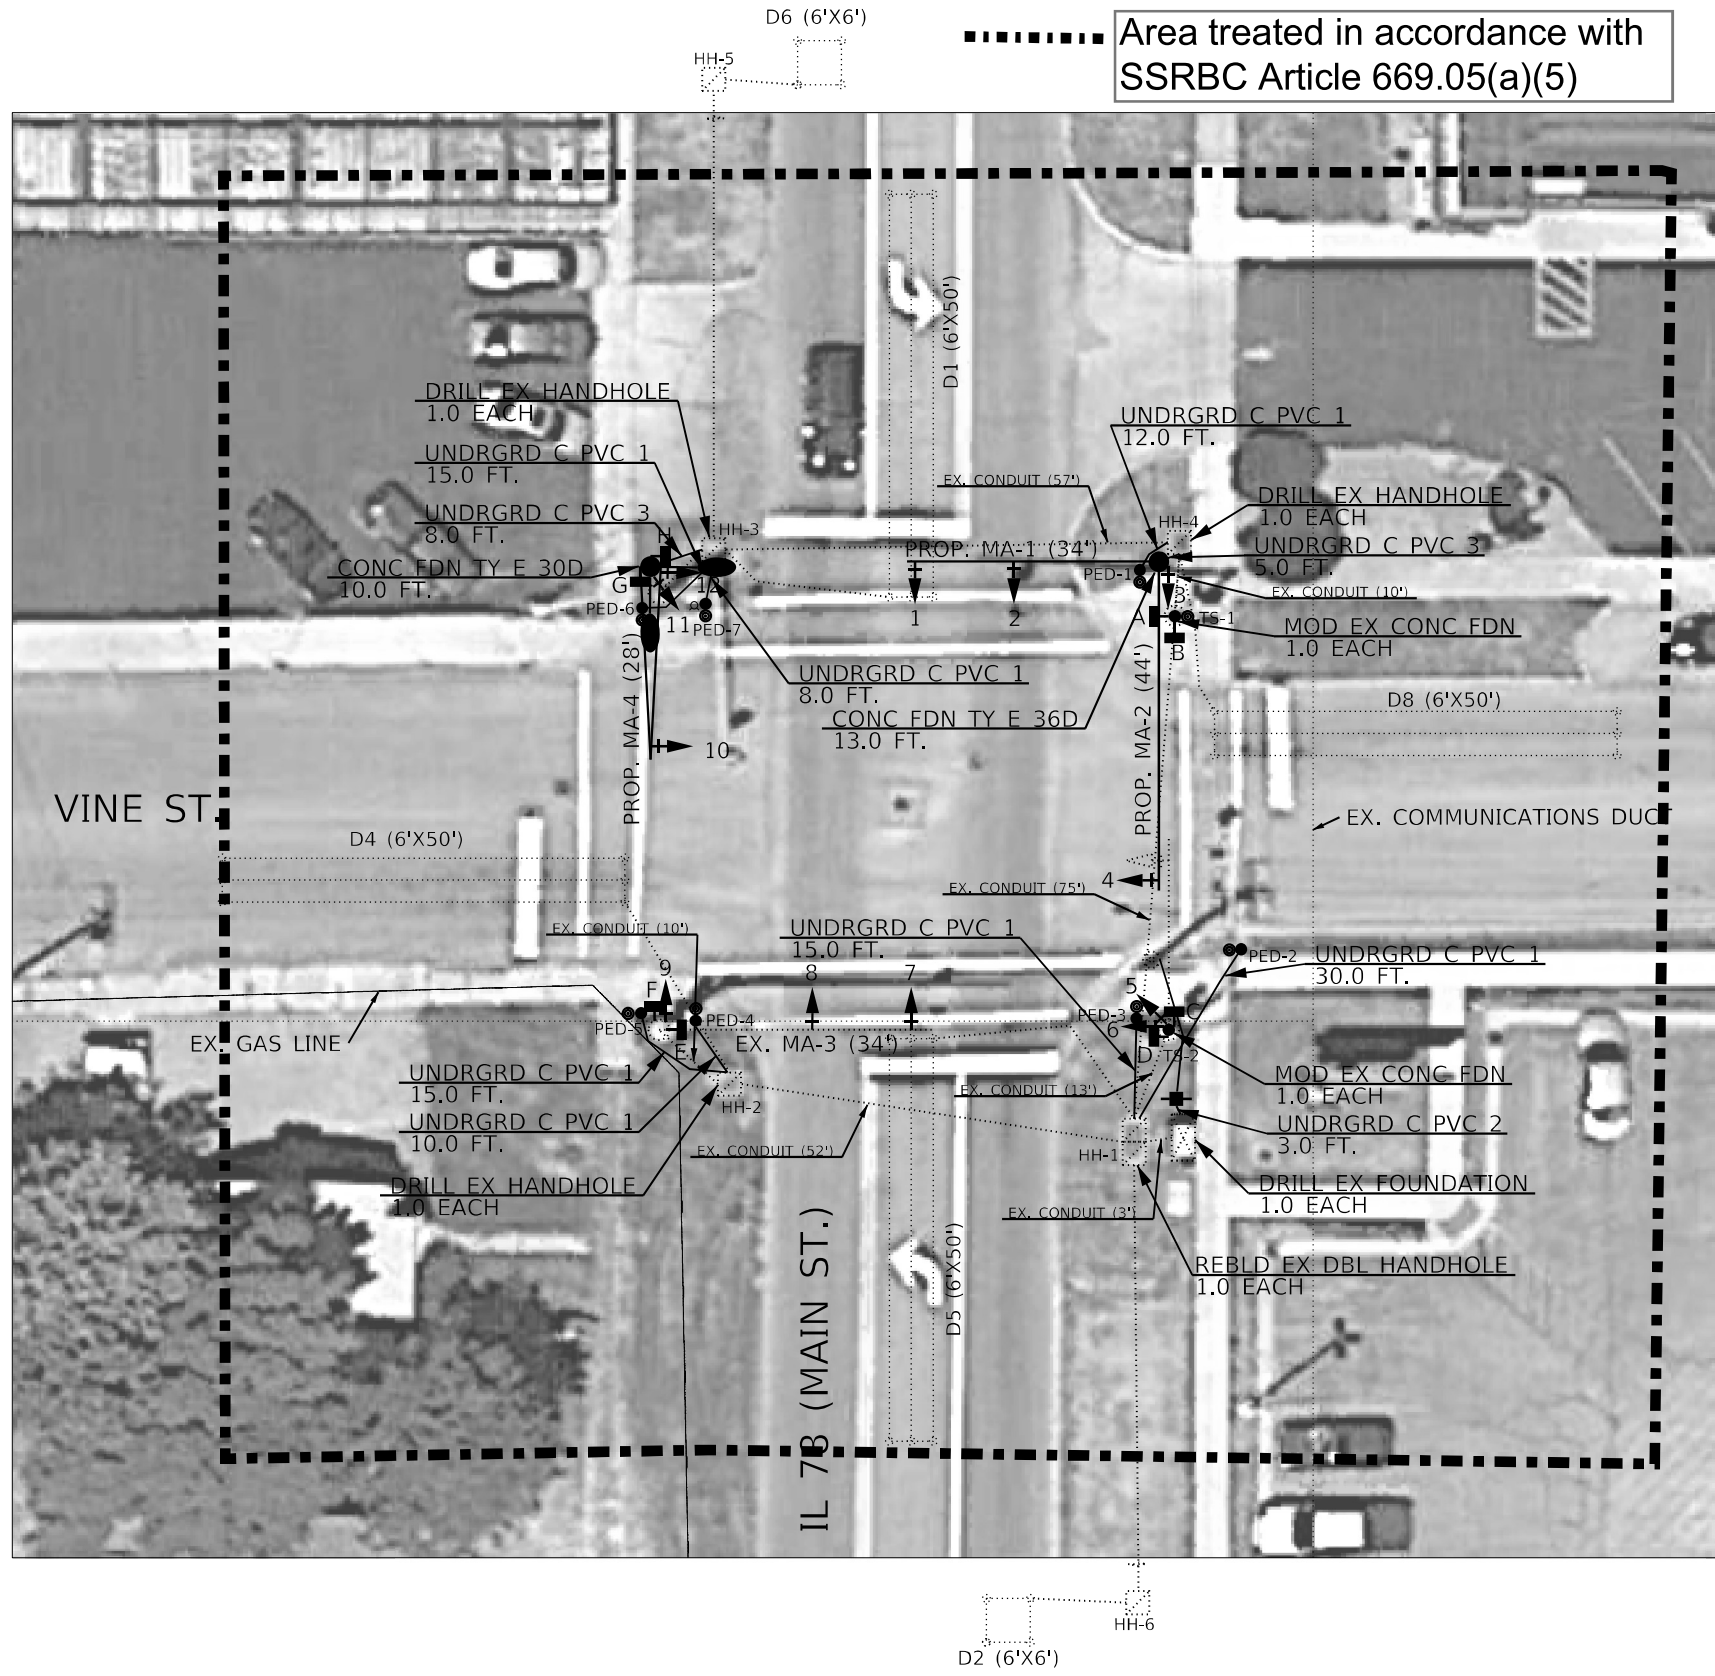 D6 (6'X6')
HH-5
Area treated in accordance with
SSRBC Article 669.05(a)(5)
D1 (6'X50')
DRILL EX HANDHOLE
1.0 EACH
UNDRGRD C PVC 1
15.0 FT.
UNDRGRD C PVC 3
8.0 FT.
CONC FDN TY E 30D
10.0 FT.
H
HH-3
G
12
PED-6
11
PED-7
UNDRGRD C PVC 1
12.0 FT.
EX. CONDUIT (57')
DRILL EX HANDHOLE
1.0 EACH
HH-4
PROP. MA-1 (34')
UNDRGRD C PVC 3
5.0 FT.
PED-1
EX. CONDUIT (10')
3
1
2
A
TS-1
MOD EX CONC FDN
1.0 EACH
B
UNDRGRD C PVC 1
8.0 FT.
CONC FDN TY E 36D
13.0 FT.
PROP. MA-4 (28')
10
PROP. MA-2 (44')
D8 (6'X50')
VINE ST.
D4 (6'X50')
EX. COMMUNICATIONS DUCT
4
EX. CONDUIT (75')
EX. CONDUIT (10')
UNDRGRD C PVC 1
15.0 FT.
PED-2
UNDRGRD C PVC 1
30.0 FT.
9
8
7
F
PED-5
PED-4
E
EX. MA-3 (34')
5
PED-3
6
C
D
TS-2
EX. GAS LINE
UNDRGRD C PVC 1
15.0 FT.
UNDRGRD C PVC 1
10.0 FT.
HH-2
EX. CONDUIT (13')
MOD EX CONC FDN
1.0 EACH
UNDRGRD C PVC 2
3.0 FT.
EX. CONDUIT (52')
HH-1
DRILL EX HANDHOLE
1.0 EACH
DRILL EX FOUNDATION
1.0 EACH
EX. CONDUIT (3')
REBLD EX DBL HANDHOLE
1.0 EACH
D5 (6'X50')
IL 7B (MAIN ST.)
HH-6
D2 (6'X6')